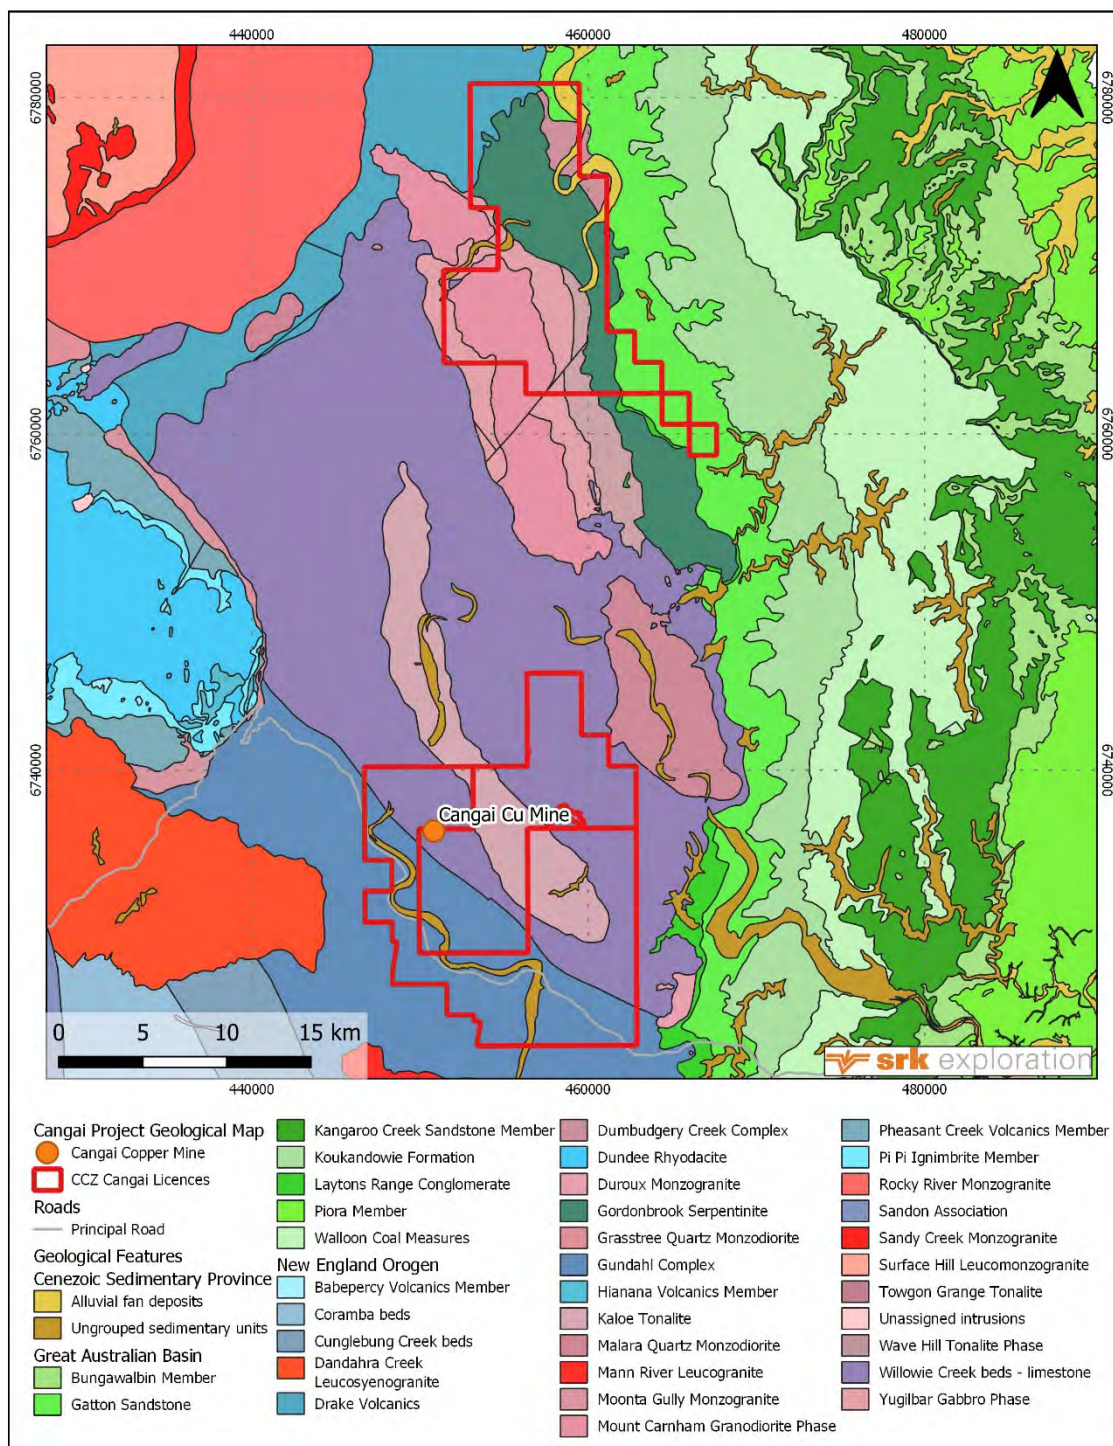 440000
460000
480000
6780000
6780000
6760000
6760000
6740000
6740000
Cangai Cu Mine
0 5 10 15 km
srk exploration
440000
460000
480000
Cangai Project Geological Map
Cangai Copper Mine
CCZ Cangai Licences
Roads
Principal Road
Geological Features
Cenezoic Sedimentary Province
Alluvial fan deposits
Ungrouped sedimentary units
Great Australian Basin
Bungawalbin Member
Gatton Sandstone
Kangaroo Creek Sandstone Member
Koukandowie Formation
Laytons Range Conglomerate
Piora Member
Walloon Coal Measures
New England Orogen
Babepercy Volcanics Member
Coramba beds
Cunglebung Creek beds
Dandahra Creek
Leucosyenogranite
Drake Volcanics
Dumbudgery Creek Complex
Dundee Rhyodacite
Duroux Monzogranite
Gordonbrook Serpentinite
Grasstree Quartz Monzodiorite
Gundahl Complex
Hianana Volcanics Member
Kaloe Tonalite
Malara Quartz Monzodiorite
Mann River Leucogranite
Moonta Gully Monzogranite
Mount Carnham Granodiorite Phase
Pheasant Creek Volcanics Member
Pi Pi Ignimbrite Member
Rocky River Monzogranite
Sandon Association
Sandy Creek Monzogranite
Surface Hill Leucomonzogranite
Towgon Grange Tonalite
Unassigned intrusions
Wave Hill Tonalite Phase
Willowie Creek beds - limestone
Yugilbar Gabbro Phase